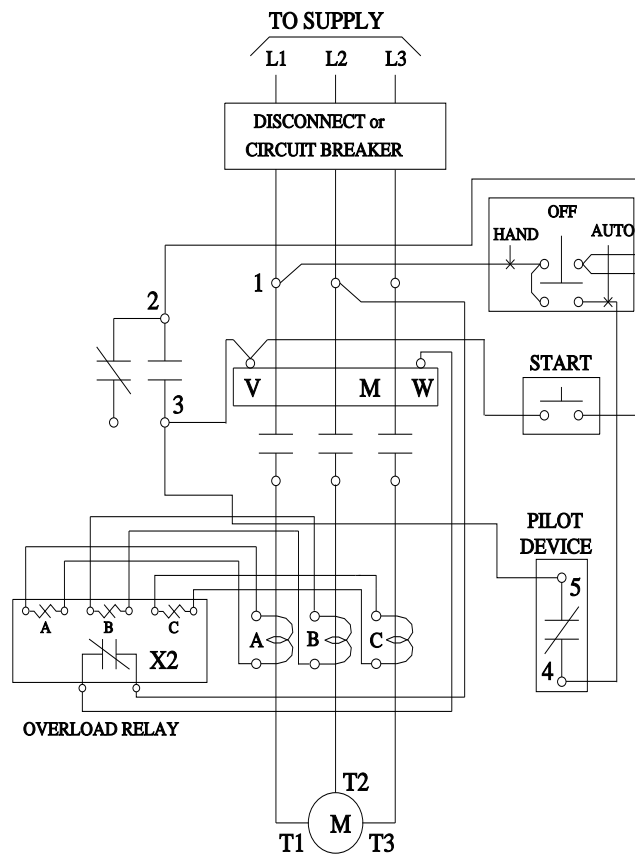 TO SUPPLY
L1 L2 L3
DISCONNECT or
CIRCUIT BREAKER
OFF
HAND AUTO
1
2
V M W
START
3
PILOT
DEVICE
5
4
A B C
X2
A B C
OVERLOAD RELAY
T2
M
T1 T3